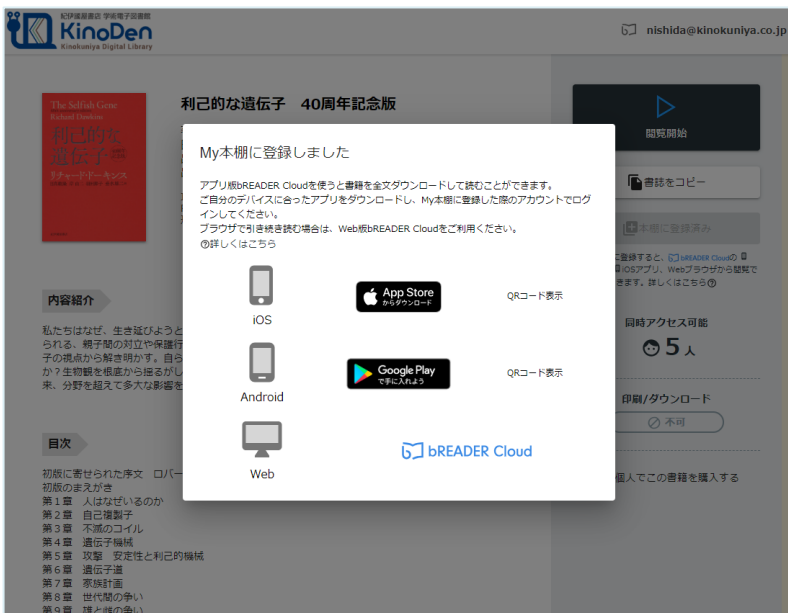 紀伊國屋書店 学術電子図書館
KinoDen
Kinokuniya Digital Library
nishida@kinokuniya.co.jp
The Selfish Gene
Richard Dawkins
利己的な
遺伝子
リチャード・ドーキンス
利己的な遺伝子 40周年記念版
閲覧開始
書誌をコピー
本棚に登録済み
に登録すると、bREADER Cloudの
iOSアプリ、Webブラウザから閲覧で
きます。詳しくはこちら?
同時アクセス可能
5人
印刷/ダウンロード
不可
個人でこの書籍を購入する
My本棚に登録しました
アプリ版bREADER Cloudを使うと書籍を全文ダウンロードして読むことができます。
ご自分のデバイスに合ったアプリをダウンロードし、My本棚に登録した際のアカウントでログ
インしてください。
ブラウザで引き続き読む場合は、Web版bREADER Cloudをご利用ください。
?詳しくはこちら
iOS
App Store
からダウンロード
QRコード表示
Android
Google Play
で手に入れよう
QRコード表示
Web
bREADER Cloud
内容紹介
私たちはなぜ、生き延びようと
られる、親子間の対立や保護行
子の視点から解き明かす。自ら
か?生物観を根底から揺るがし
来、分野を超えて多大な影響を
目次
初版に寄せられた序文 ロバー
初版のまえがき
第1章 人はなぜいるのか
第2章 自己複製子
第3章 不滅のコイル
第4章 遺伝子機械
第5章 攻撃 安定性と利己的機械
第6章 遺伝子道
第7章 家族計画
第8章 世代間の争い
第9章 雄と雌の争い